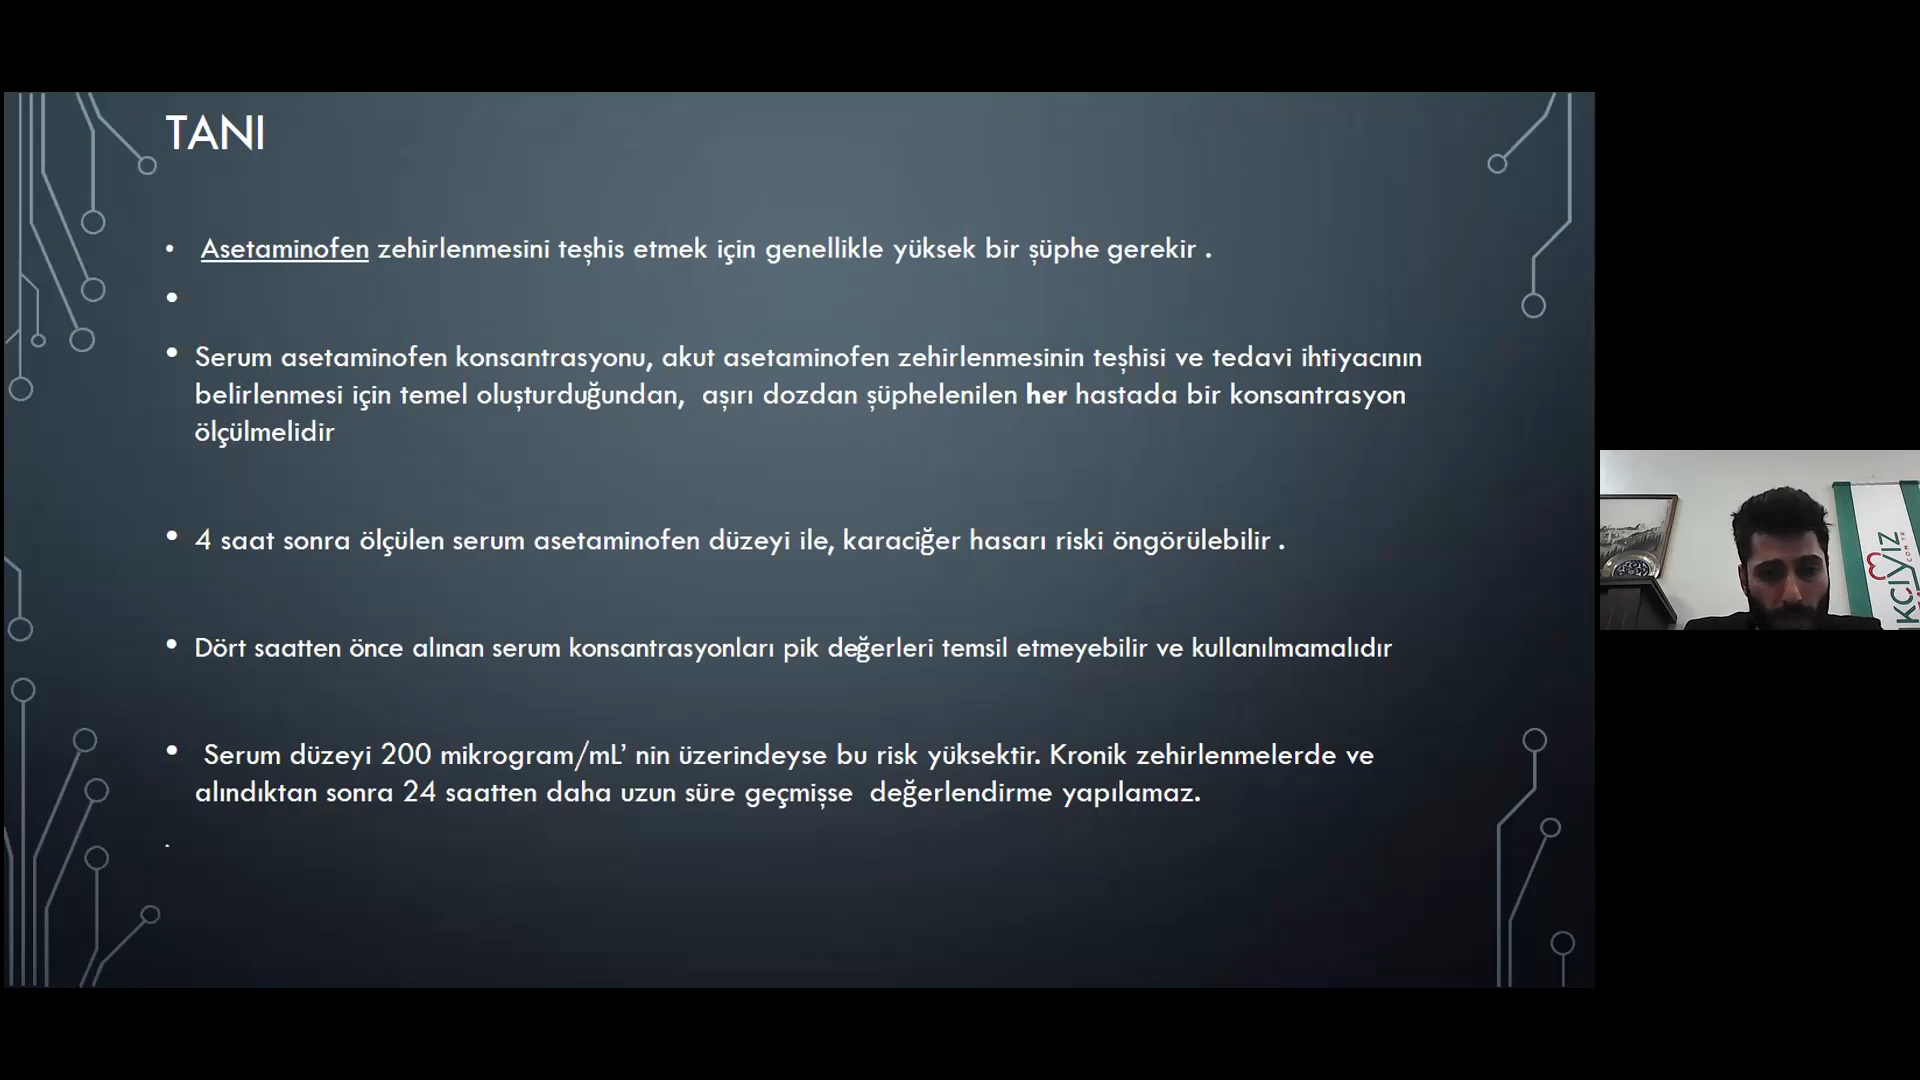 TANI
• Asetaminofen zehirlenmesini teşhis etmek için genellikle yüksek bir şüphe gerekir .
•
• Serum asetaminofen konsantrasyonu, akut asetaminofen zehirlenmesinin teşhisi ve tedavi ihtiyacının
belirlenmesi için temel oluşturduğundan,  aşırı dozdan şüphelenilen her hastada bir konsantrasyon
ölçülmelidir
• 4 saat sonra ölçülen serum asetaminofen düzeyi ile, karaciğer hasarı riski öngörülebilir .
• Dört saatten önce alınan serum konsantrasyonları pik değerleri temsil etmeyebilir ve kullanılmamalıdır
• Serum düzeyi 200 mikrogram/mL’ nin üzerindeyse bu risk yüksektir. Kronik zehirlenmelerde ve
alındıktan sonra 24 saatten daha uzun süre geçmişse  değerlendirme yapılamaz.
.
KCIYIZ